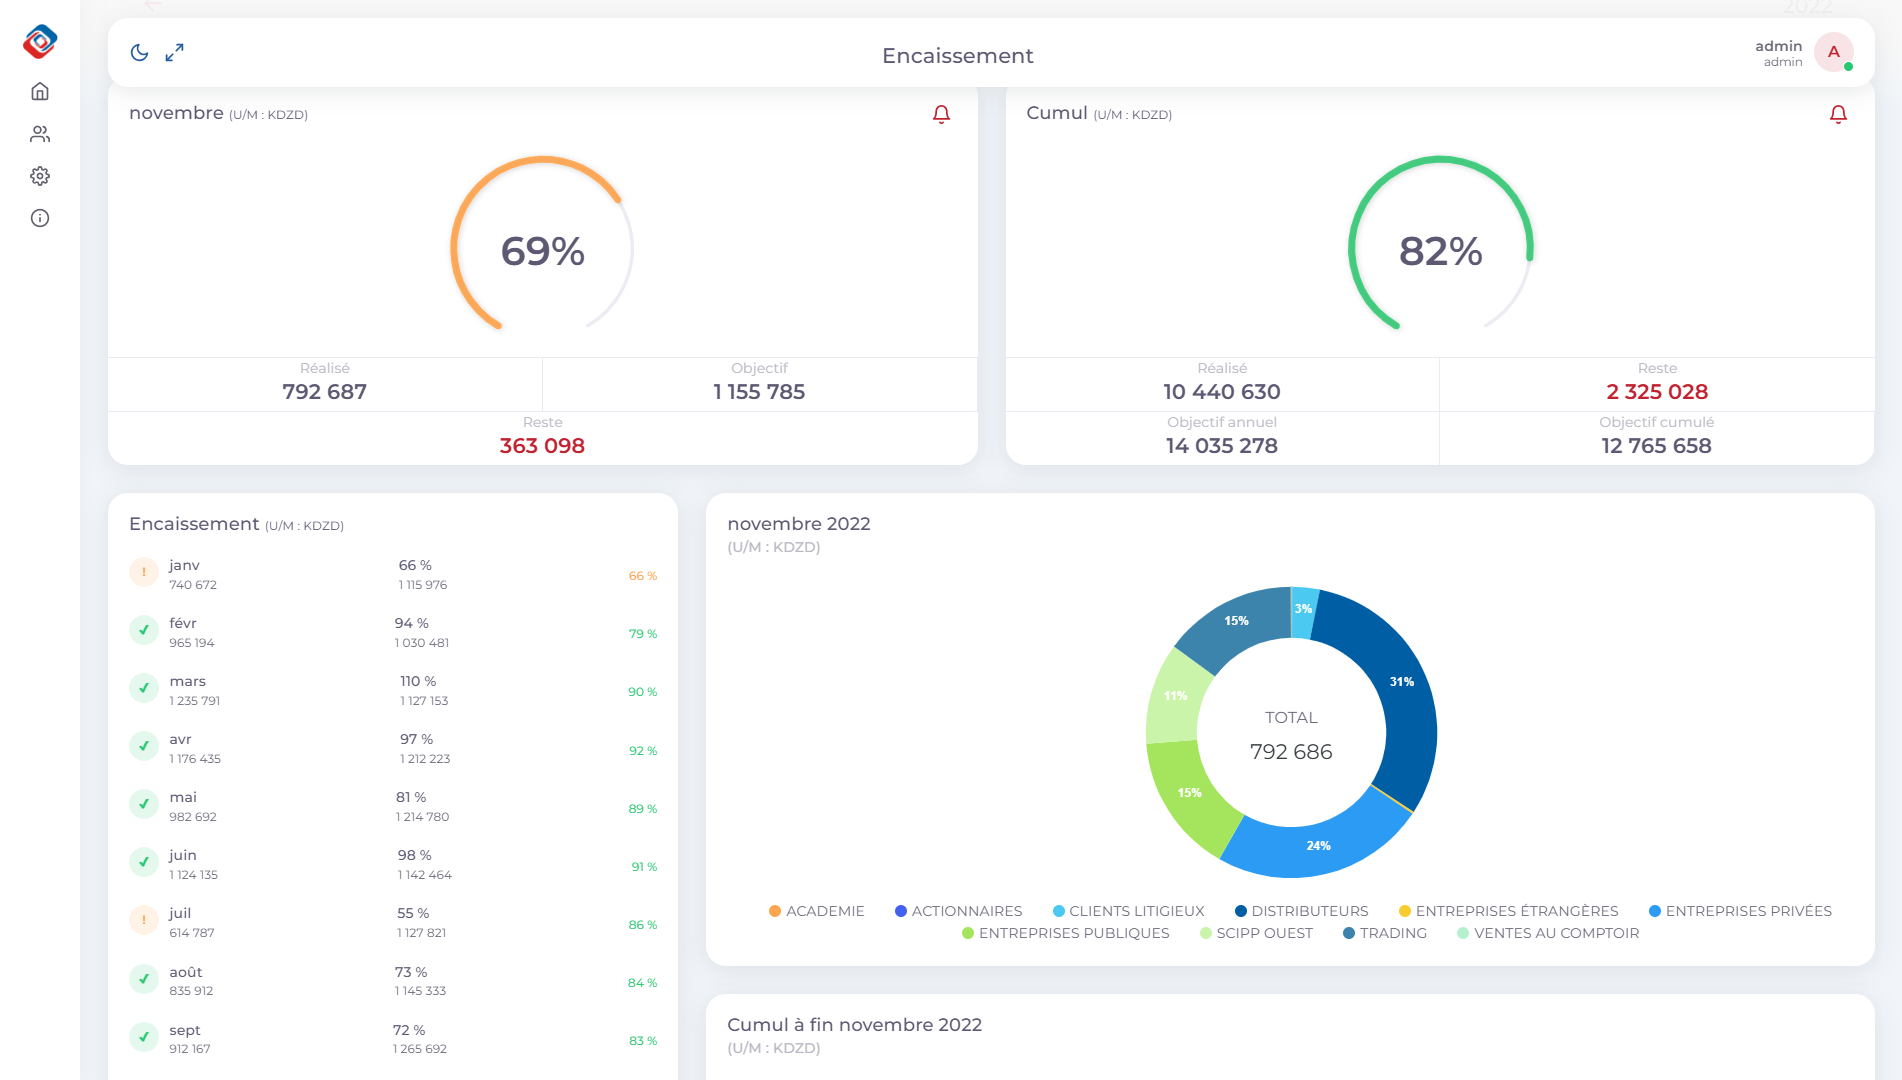 2022
Encaissement
admin
admin
A
novembre (U/M : KDZD)
69%
Réalisé
792 687
Objectif
1 155 785
Reste
363 098
Cumul (U/M : KDZD)
82%
Réalisé
10 440 630
Reste
2 325 028
Objectif annuel
14 035 278
Objectif cumulé
12 765 658
Encaissement (U/M : KDZD)
! janv 66 %
740 672 1 115 976 66 %
févr 94 %
965 194 1 030 481 79 %
mars 110 %
1 235 791 1 127 153 90 %
avr 97 %
1 176 435 1 212 223 92 %
mai 81 %
982 692 1 214 780 89 %
juin 98 %
1 124 135 1 142 464 91 %
! juil 55 %
614 787 1 127 821 86 %
août 73 %
835 912 1 145 333 84 %
sept 72 %
912 167 1 265 692 83 %
novembre 2022
(U/M : KDZD)
3%
31%
24%
15%
11%
15%
TOTAL
792 686
ACADEMIE ACTIONNAIRES CLIENTS LITIGIEUX DISTRIBUTEURS ENTREPRISES ÉTRANGÈRES ENTREPRISES PRIVÉES
ENTREPRISES PUBLIQUES SCIPP OUEST TRADING VENTES AU COMPTOIR
Cumul à fin novembre 2022
(U/M : KDZD)